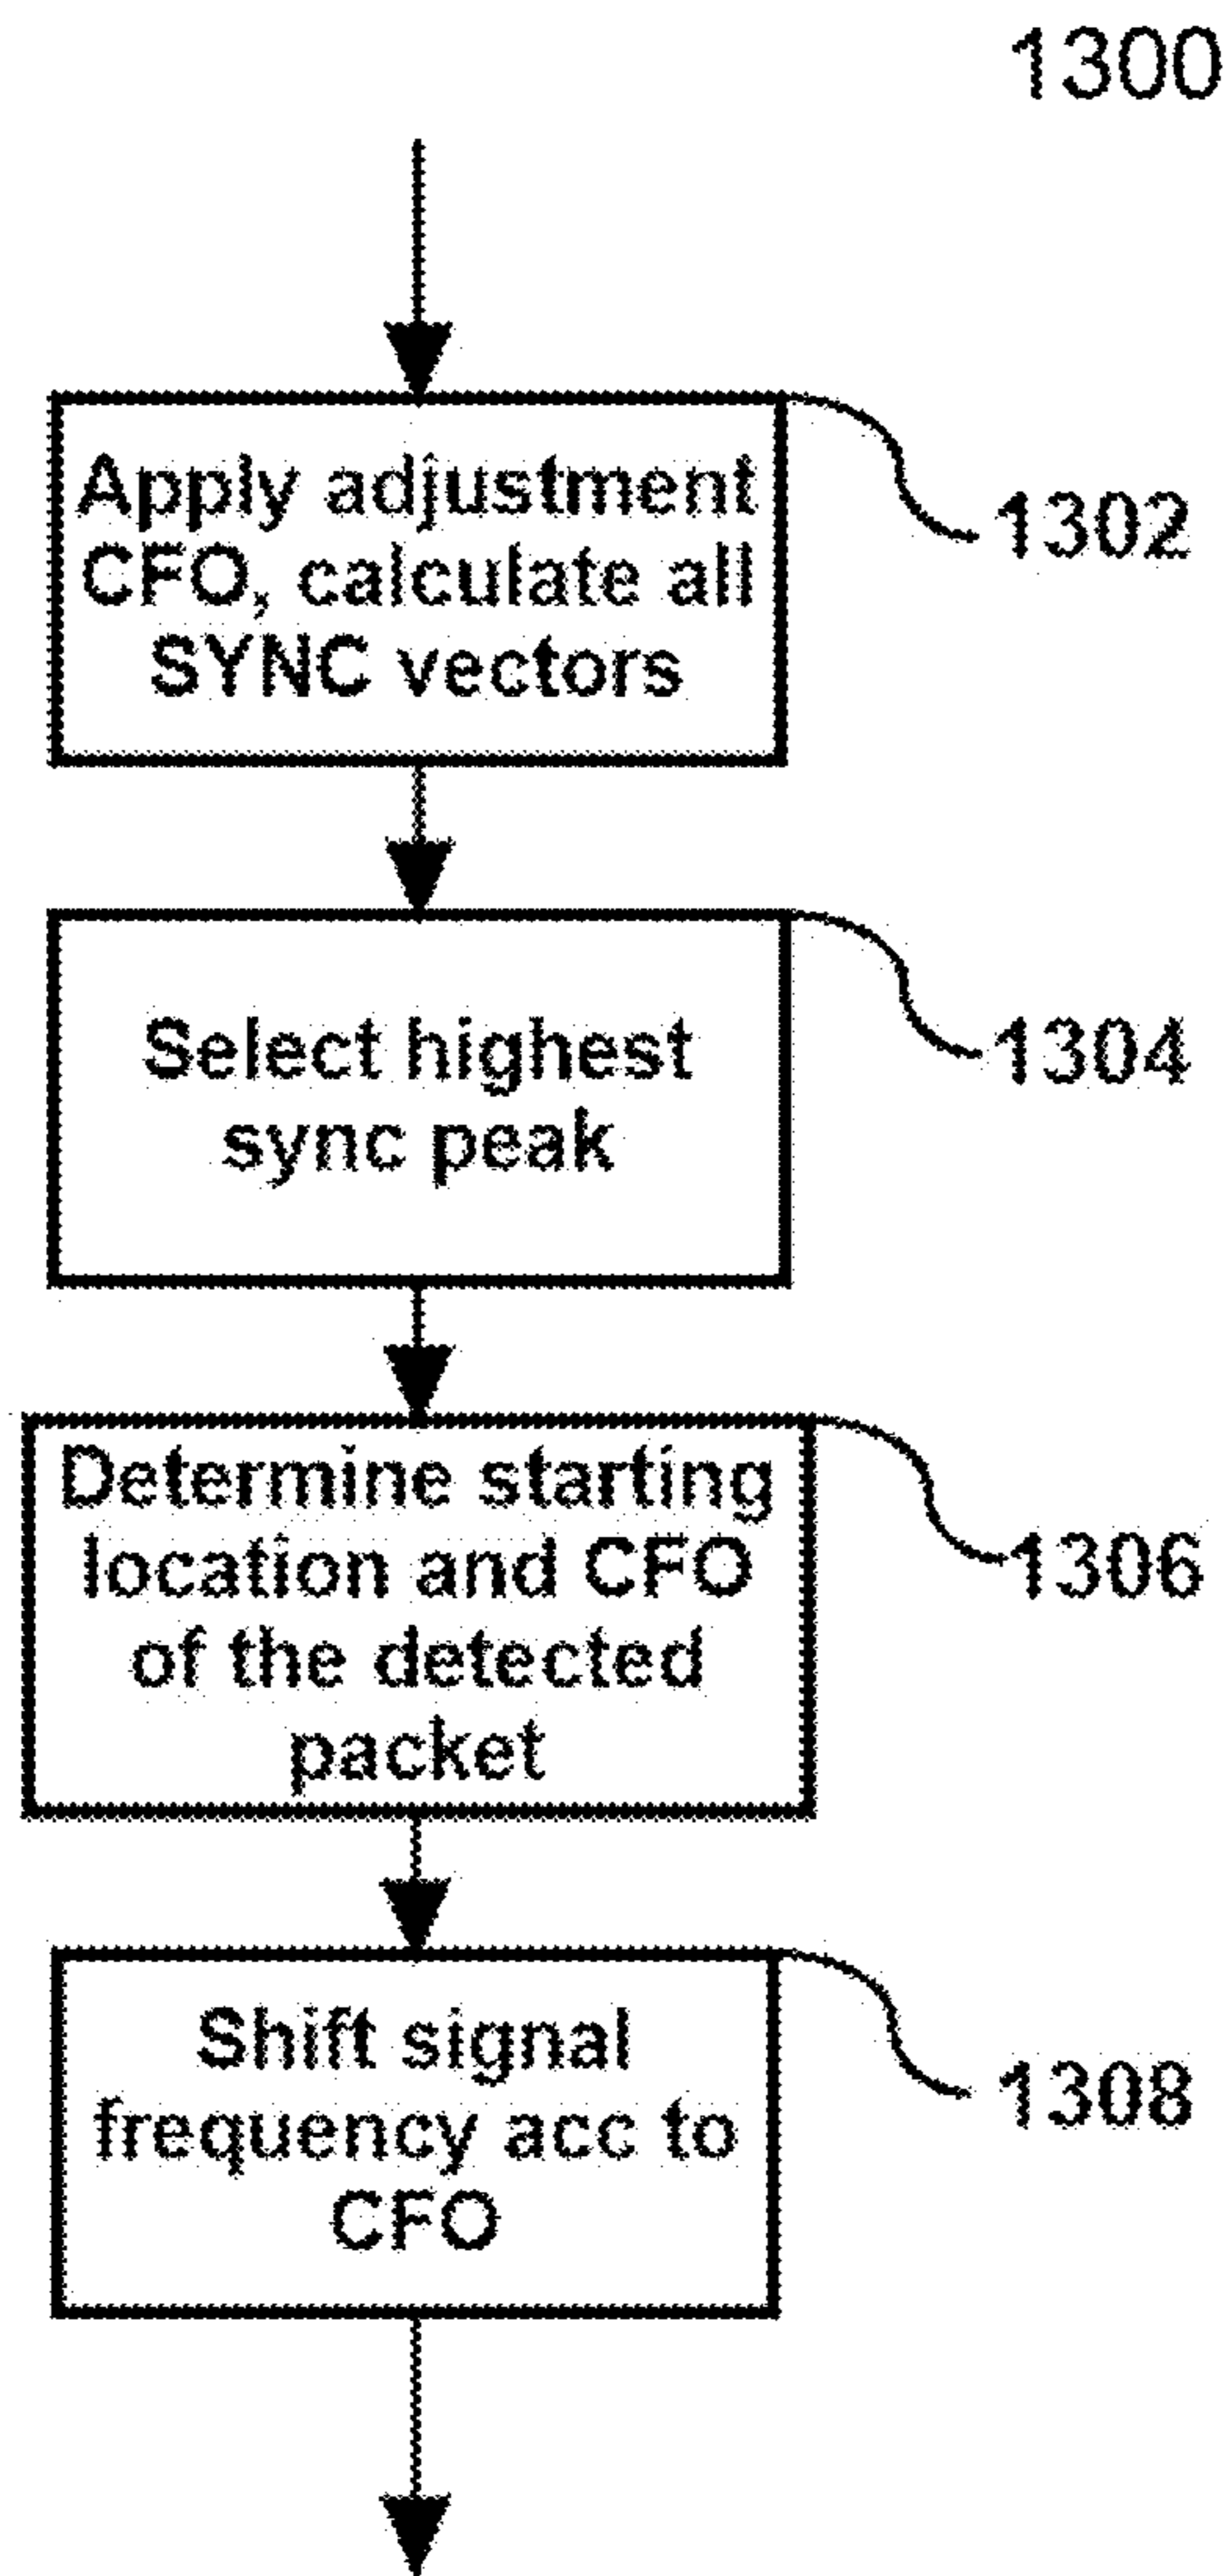 1300
Apply adjustment
CFO, calculate all
SYNC vectors
1302
Select highest
sync peak
1304
Determine starting
location and CFO
of the detected
packet
1306
Shift signal
frequency acc to
CFO
1308